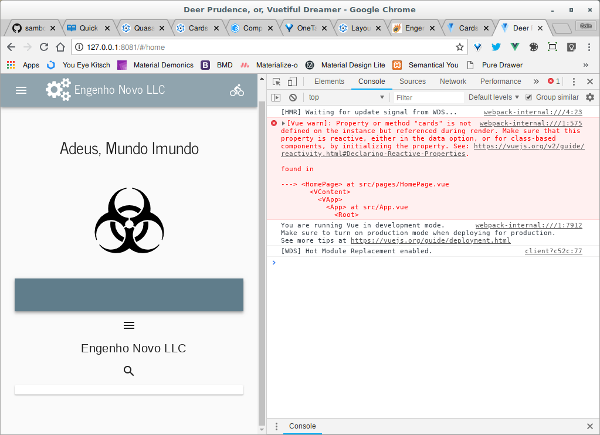 Deer Prudence, or, Vuetiful Dreamer - Google Chrome
samb
Quick
Quasa
Cards
Comp
OneTa
Layou
Engen
Cards
Deer
127.0.0.1:8081/#/home
Apps
You Eye Kitsch
Material Demonics
BMD
Materialize-o
Material Design Lite
Semantical You
Pure Drawer
Engenho Novo LLC
Adeus, Mundo Imundo
Engenho Novo LLC
Elements
Console
Sources
Network
Performance
1
top
Filter
Default levels
Group similar
[HMR] Waiting for update signal from WDS... webpack-internal:///4:23
[Vue warn]: Property or method "cards" is not webpack-internal:///1:575
defined on the instance but referenced during render. Make sure that this
property is reactive, either in the data option, or for class-based
components, by initializing the property. See: https://vuejs.org/v2/guide/
reactivity.html#Declaring-Reactive-Properties.
found in
---> <HomePage> at src/pages/HomePage.vue
<VContent>
<VApp>
<App> at src/App.vue
<Root>
You are running Vue in development mode. webpack-internal:///1:7912
Make sure to turn on production mode when deploying for production.
See more tips at https://vuejs.org/guide/deployment.html
[WDS] Hot Module Replacement enabled. client?c52c:77
Console